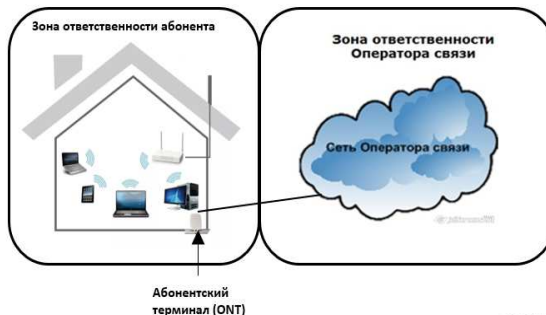 Зона ответственности абонента
Зона ответственности
Оператора связи
Сеть Оператора связи
Абонентский
терминал (ONT)